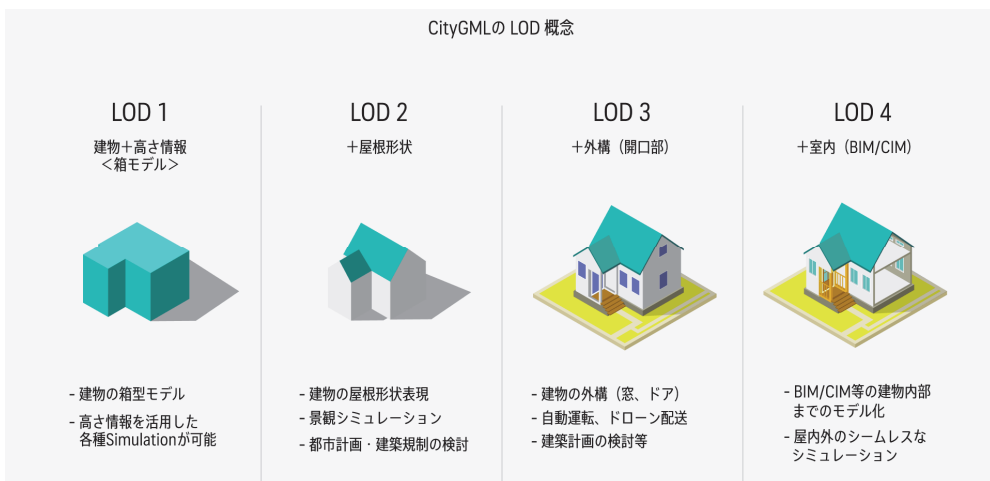 CityGMLの LOD 概念
LOD 1
建物＋高さ情報
＜箱モデル＞
- 建物の箱型モデル
- 高さ情報を活用した
各種Simulationが可能
LOD 2
＋屋根形状
- 建物の屋根形状表現
- 景観シミュレーション
- 都市計画・建築規制の検討
LOD 3
＋外構（開口部）
- 建物の外構（窓、ドア）
- 自動運転、ドローン配送
- 建築計画の検討等
LOD 4
＋室内（BIM/CIM）
- BIM/CIM等の建物内部
までのモデル化
- 屋内外のシームレスな
シミュレーション